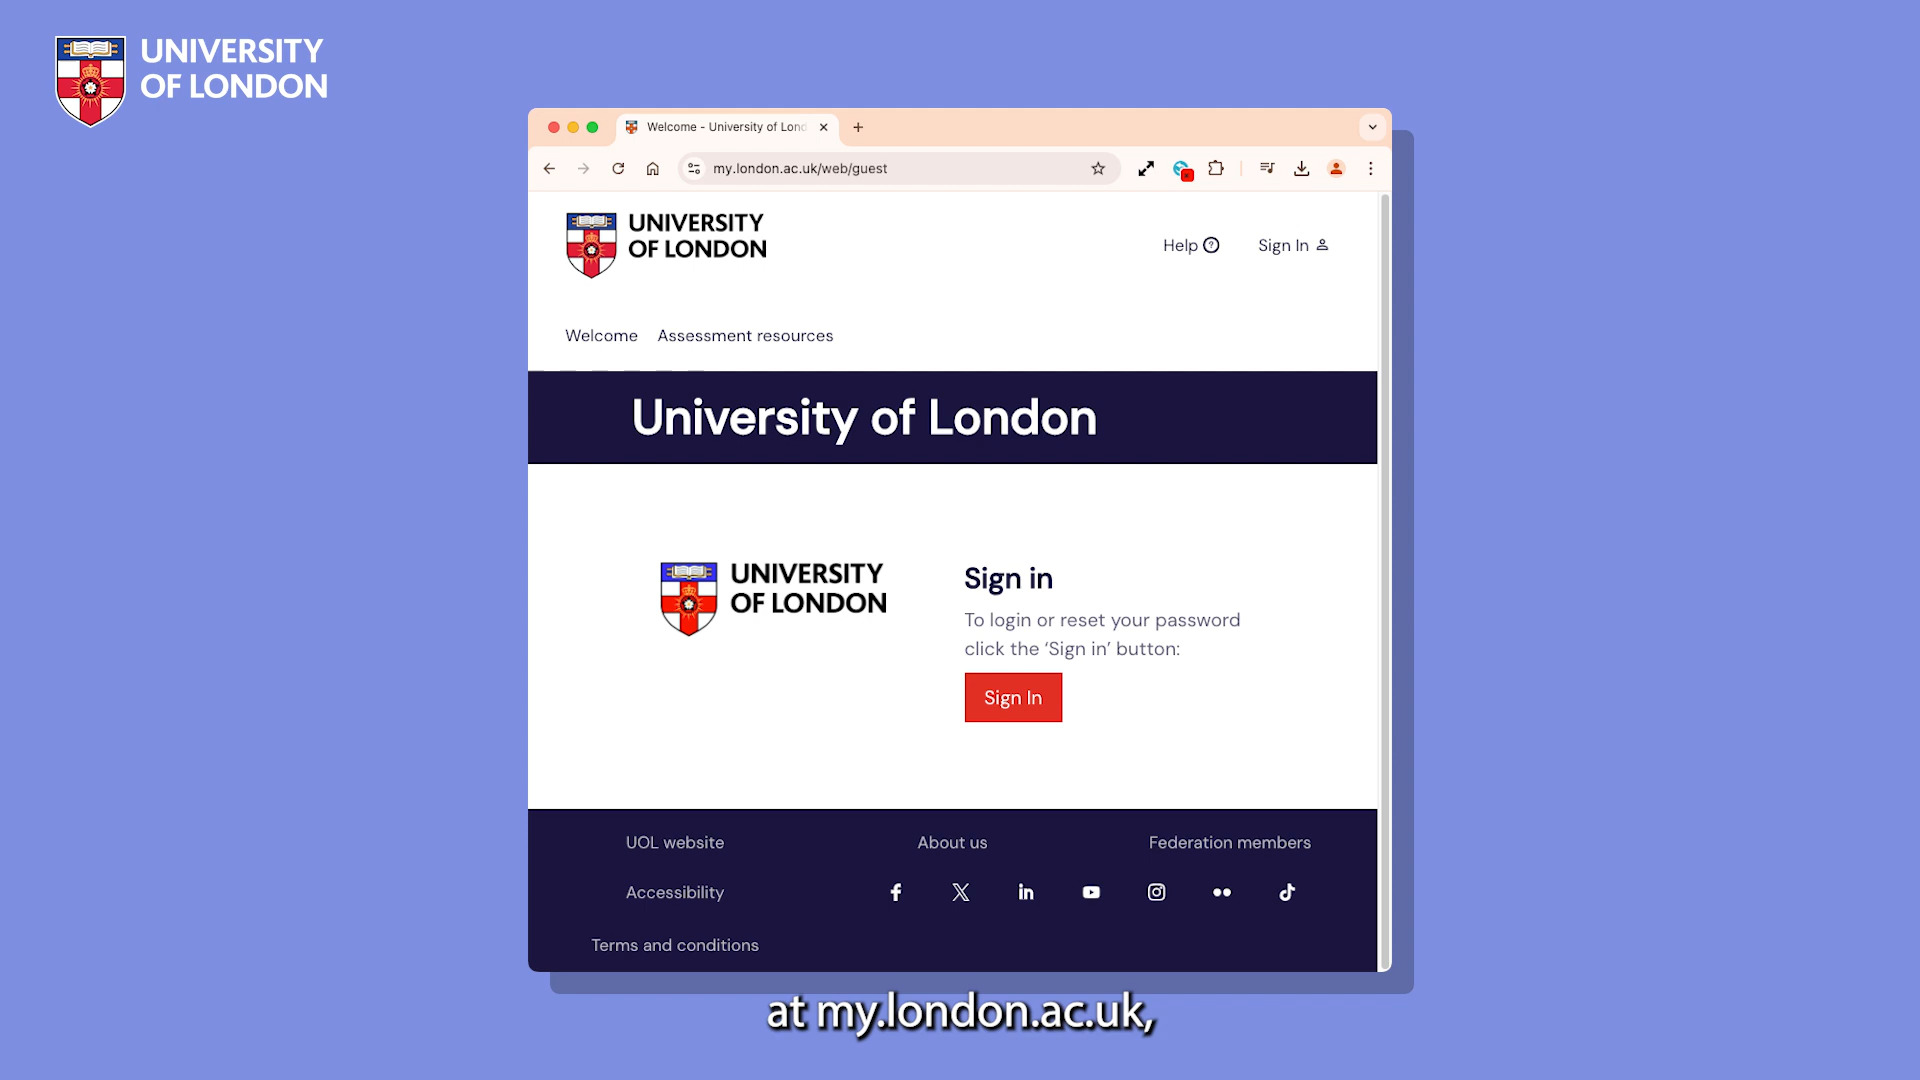 UNIVERSITY
OF LONDON
Welcome - University of Lond
my.london.ac.uk/web/guest
UNIVERSITY
OF LONDON
Help ?
Sign In
Welcome Assessment resources
University of London
UNIVERSITY
OF LONDON
Sign in
To login or reset your password
click the ‘Sign in’ button:
Sign In
UOL website
About us
Federation members
Accessibility
Terms and conditions
at my.london.ac.uk,